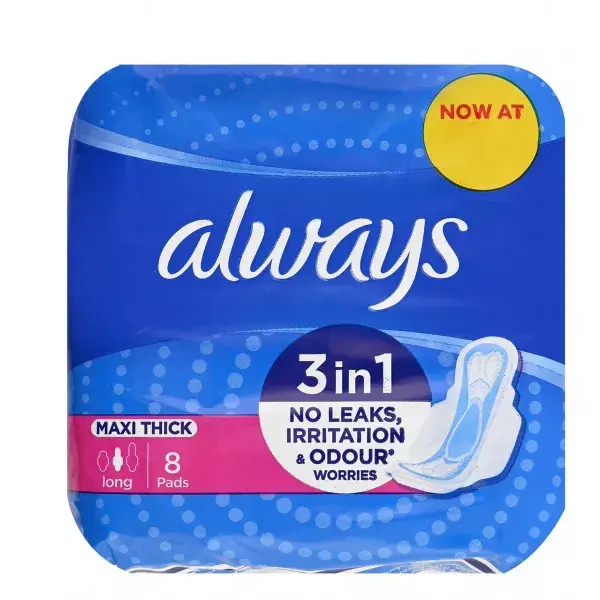 NOW AT
always
3 in 1
NO LEAKS,
IRRITATION
& ODOUR*
WORRIES
MAXI THICK
long
8
Pads